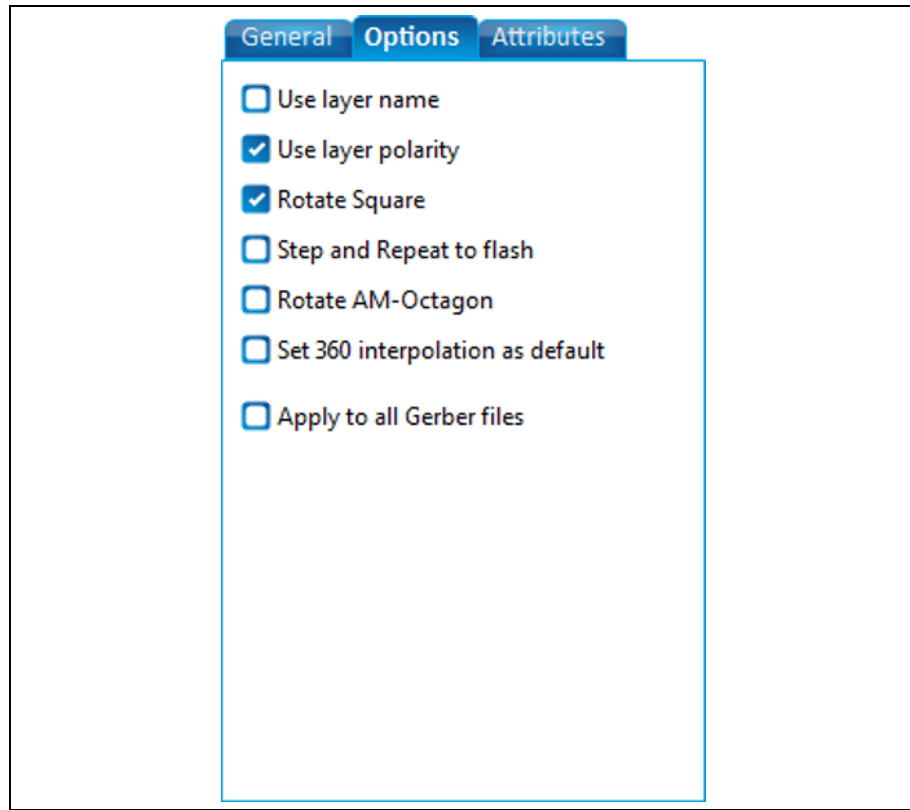 General Options Attributes
Use layer name
Use layer polarity
Rotate Square
Step and Repeat to flash
Rotate AM-Octagon
Set 360 interpolation as default
Apply to all Gerber files